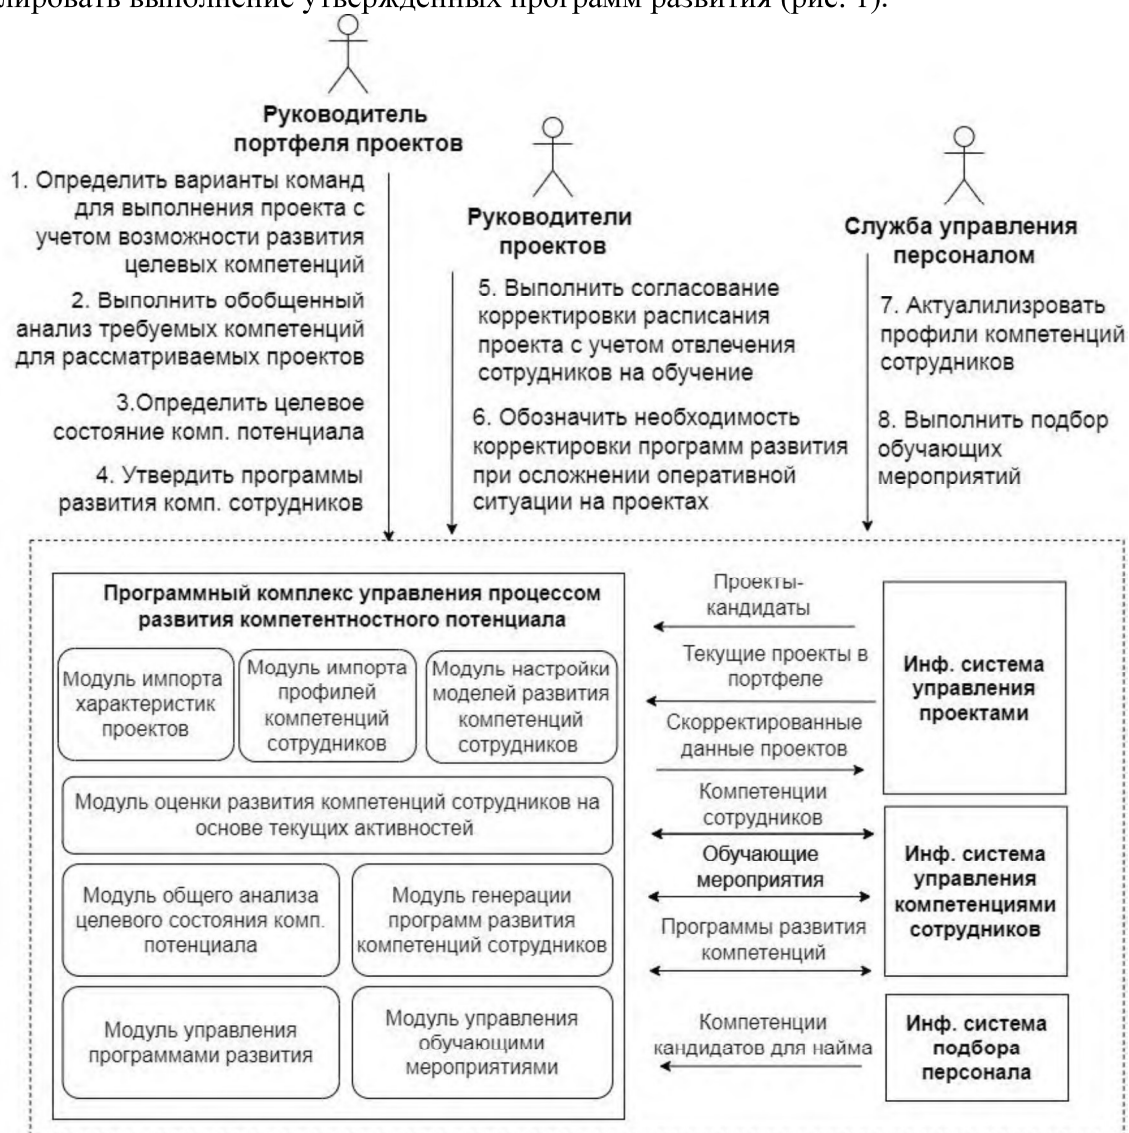 лировать выполнение утвержденных программ развития (рис. 1).
Руководитель
портфеля проектов
1. Определить варианты команд
для выполнения проекта с
учетом возможности развития
целевых компетенций
2. Выполнить обобщенный
анализ требуемых компетенций
для рассматриваемых проектов
3.Определить целевое
состояние комп. потенциала
4. Утвердить программы
развития комп. сотрудников
Руководители
проектов
5. Выполнить согласование
корректировки расписания
проекта с учетом отвлечения
сотрудников на обучение
6. Обозначить необходимость
корректировки программ развития
при осложнении оперативной
ситуации на проектах
Служба управления
персоналом
7. Актуалилизровать
профили компетенций
сотрудников
8. Выполнить подбор
обучающих
мероприятий
Программный комплекс управления процессом
развития компетентностного потенциала
Модуль импорта
характеристик
проектов
Модуль импорта
профилей
компетенций
сотрудников
Модуль настройки
моделей развития
компетенций
сотрудников
Модуль оценки развития компетенций сотрудников на
основе текущих активностей
Модуль общего анализа
целевого состояния комп.
потенциала
Модуль генерации
программ развития
компетенций сотрудников
Модуль управления
программами развития
Модуль управления
обучающими
мероприятиями
Проекты-
кандидаты
Текущие проекты в
портфеле
Скорректированные
данные проектов
Компетенции
сотрудников
Обучающие
мероприятия
Программы развития
компетенций
Компетенции
кандидатов для найма
Инф. система
управления
проектами
Инф. система
управления
компетенциями
сотрудников
Инф. система
подбора
персонала